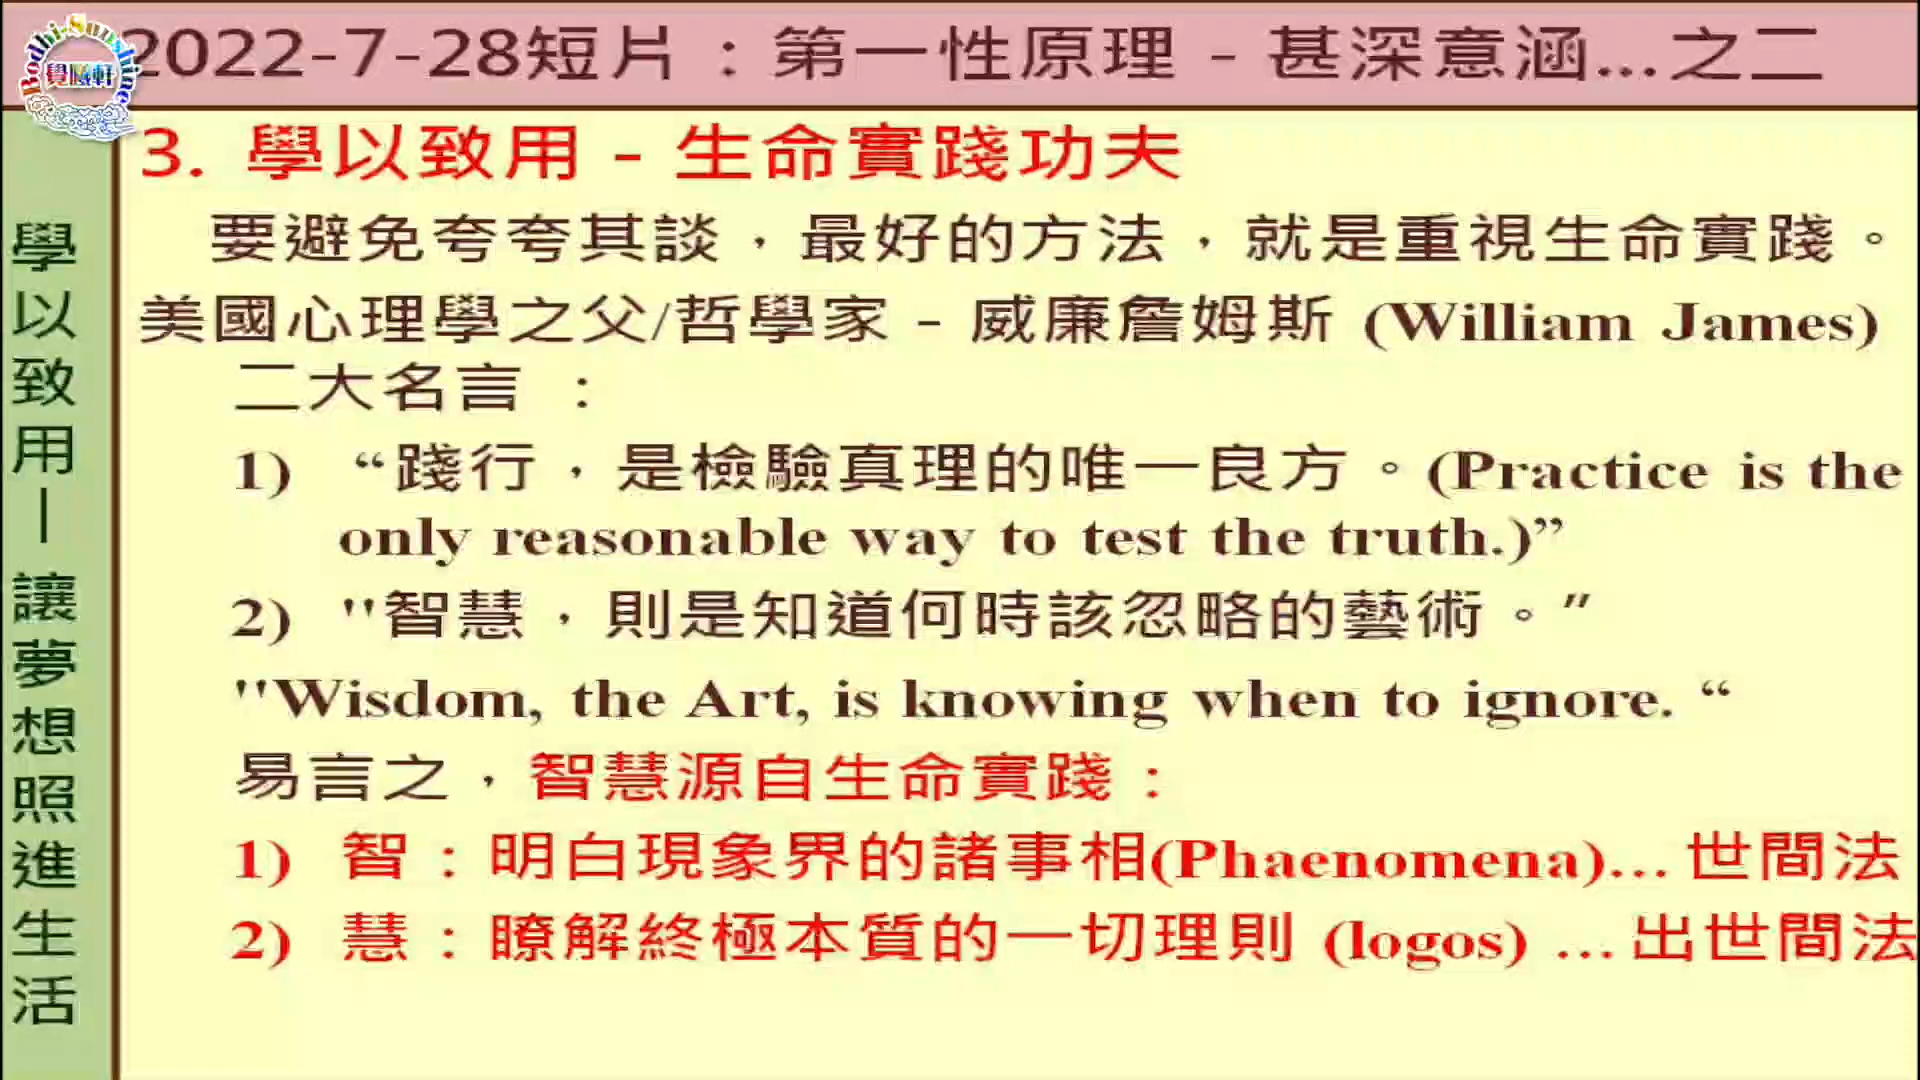 Bodhi-Sunshine
覺曦軒
2022-7-28短片：第一性原理 - 甚深意涵...之二
學以致用—讓夢想照進生活
3. 學以致用 - 生命實踐功夫
要避免夸夸其談，最好的方法，就是重視生命實踐。
美國心理學之父/哲學家 - 威廉詹姆斯 (William James)
二大名言 ：
1) “踐行，是檢驗真理的唯一良方。(Practice is the
only reasonable way to test the truth.)”
2) ''智慧，則是知道何時該忽略的藝術。”
''Wisdom, the Art, is knowing when to ignore. “
易言之，智慧源自生命實踐：
1) 智：明白現象界的諸事相(Phaenomena)... 世間法
2) 慧：瞭解終極本質的一切理則 (logos) ... 出世間法